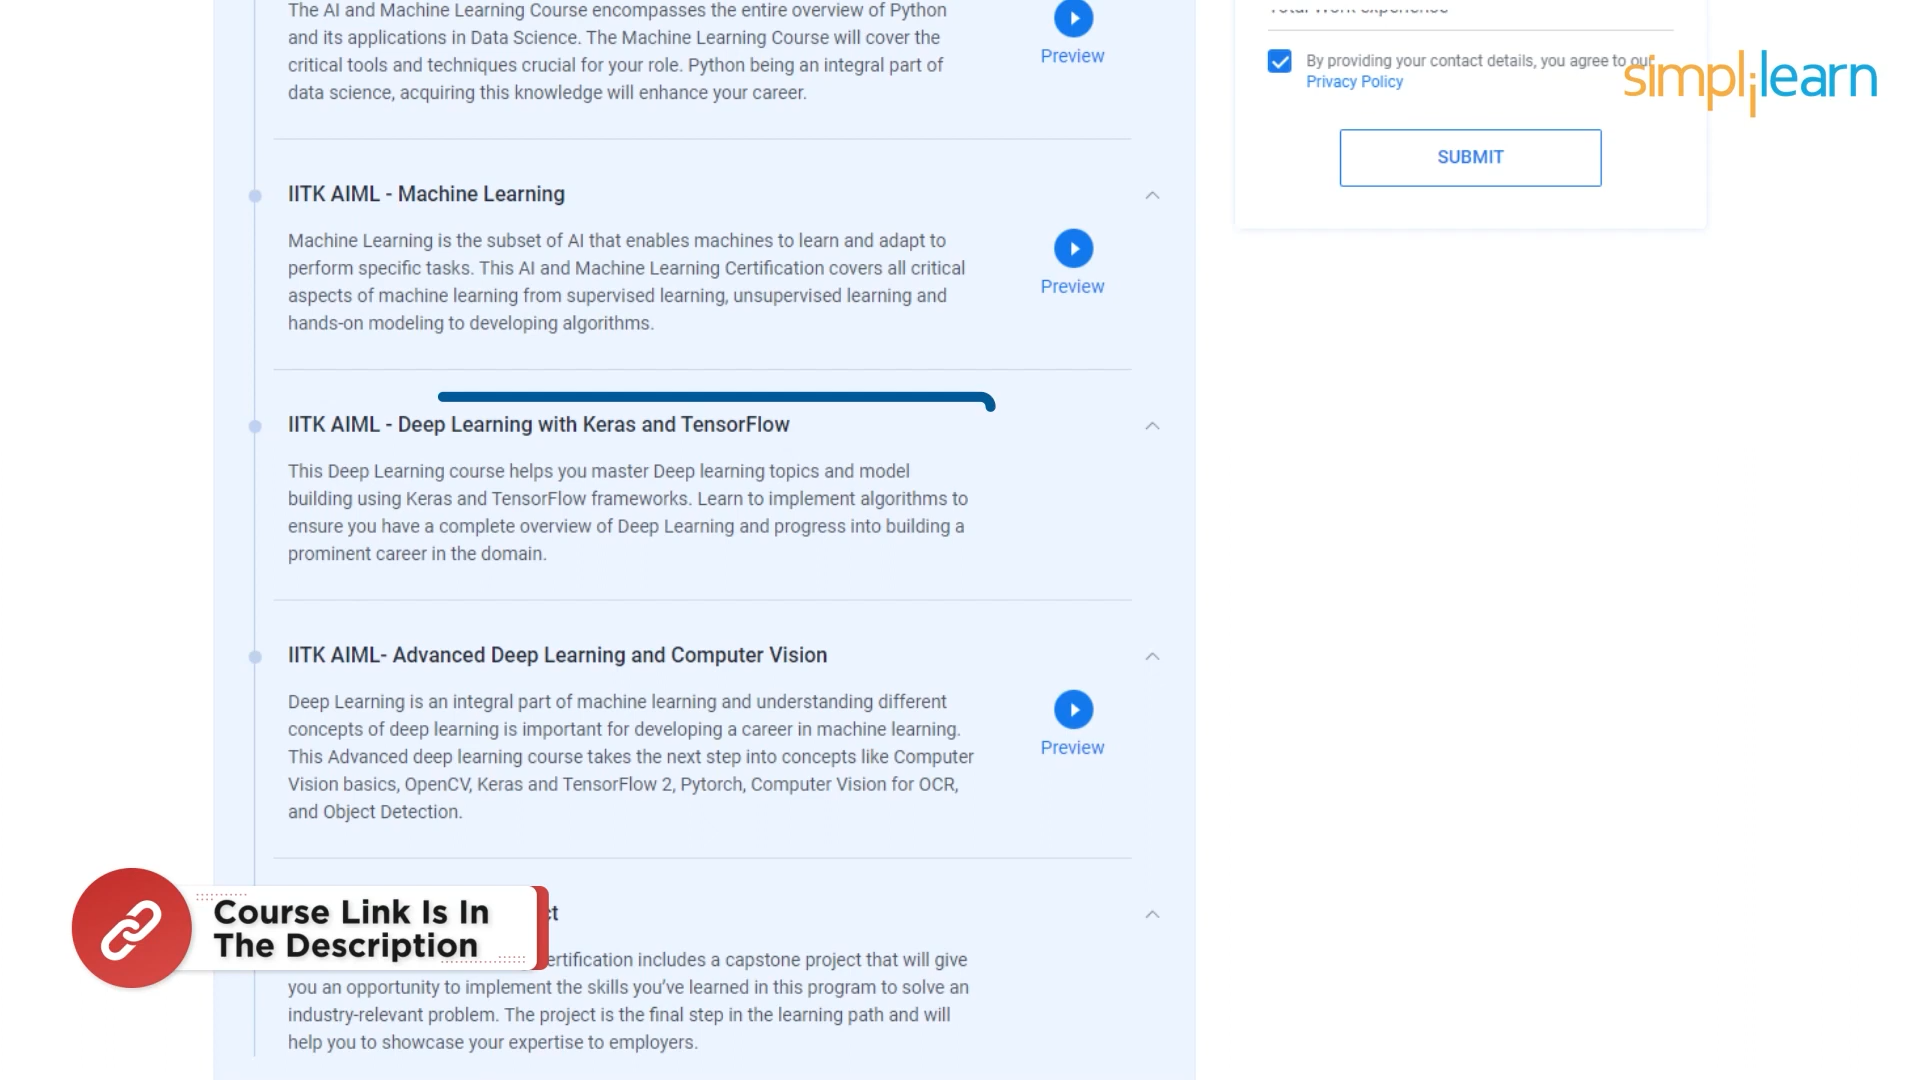 The AI and Machine Learning Course encompasses the entire overview of Python
and its applications in Data Science. The Machine Learning Course will cover the
critical tools and techniques crucial for your role. Python being an integral part of
data science, acquiring this knowledge will enhance your career.
Preview
IITK AIML - Machine Learning
Machine Learning is the subset of AI that enables machines to learn and adapt to
perform specific tasks. This AI and Machine Learning Certification covers all critical
aspects of machine learning from supervised learning, unsupervised learning and
hands-on modeling to developing algorithms.
Preview
IITK AIML - Deep Learning with Keras and TensorFlow
This Deep Learning course helps you master Deep learning topics and model
building using Keras and TensorFlow frameworks. Learn to implement algorithms to
ensure you have a complete overview of Deep Learning and progress into building a
prominent career in the domain.
IITK AIML- Advanced Deep Learning and Computer Vision
Deep Learning is an integral part of machine learning and understanding different
concepts of deep learning is important for developing a career in machine learning.
This Advanced deep learning course takes the next step into concepts like Computer
Vision basics, OpenCV, Keras and TensorFlow 2, Pytorch, Computer Vision for OCR,
and Object Detection.
Preview
includes a capstone project that will give
you an opportunity to implement the skills you've learned in this program to solve an
industry-relevant problem. The project is the final step in the learning path and will
help you to showcase your expertise to employers.
Course Link Is In
The Description
Total Work experience
By providing your contact details, you agree to our
Privacy Policy
SUBMIT
simplilearn